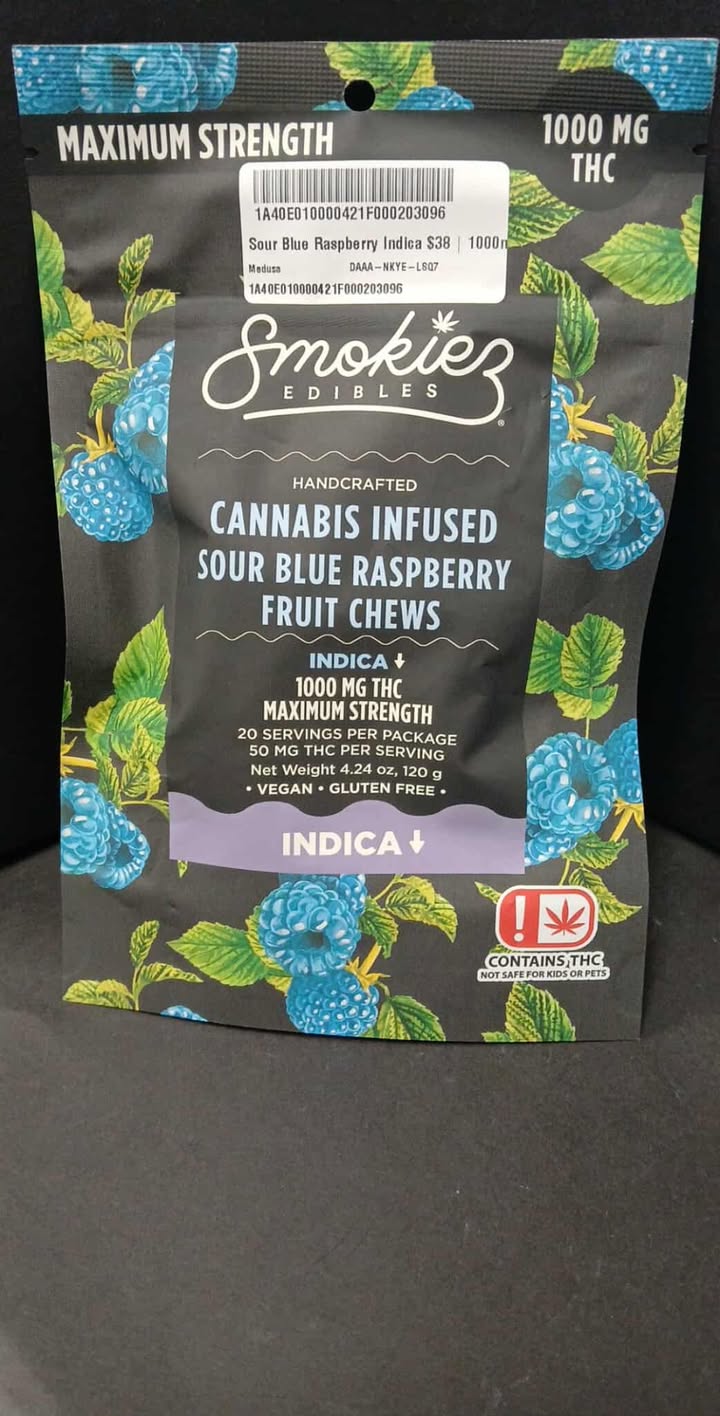 MAXIMUM STRENGTH
1000 MG
THC
1A40E010000421F000203096
Sour Blue Raspberry Indica $38 | 1000m
Medusa DAAA-NKYE-LSQ7
1A40E010000421F000203096
Smokiez
EDIBLES
®
HANDCRAFTED
CANNABIS INFUSED
SOUR BLUE RASPBERRY
FRUIT CHEWS
INDICA
1000 MG THC
MAXIMUM STRENGTH
20 SERVINGS PER PACKAGE
50 MG THC PER SERVING
Net Weight 4.24 oz, 120 g
• VEGAN • GLUTEN FREE •
INDICA
!
CONTAINS THC
NOT SAFE FOR KIDS OR PETS